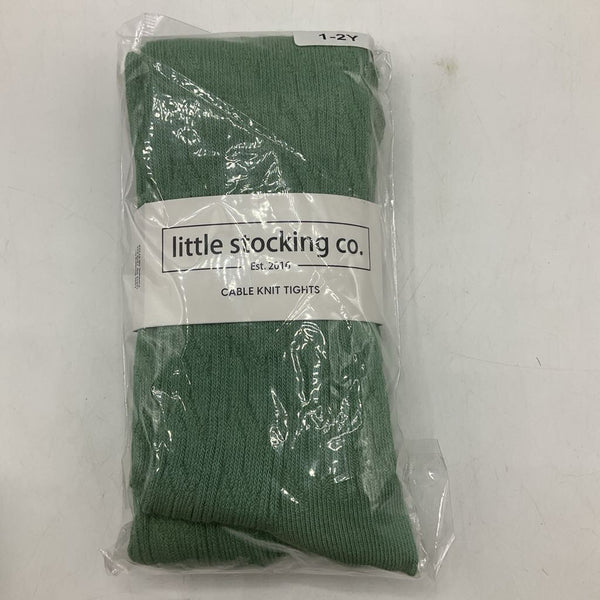 1-2Y
little stocking co.
Est. 2016
CABLE KNIT TIGHTS